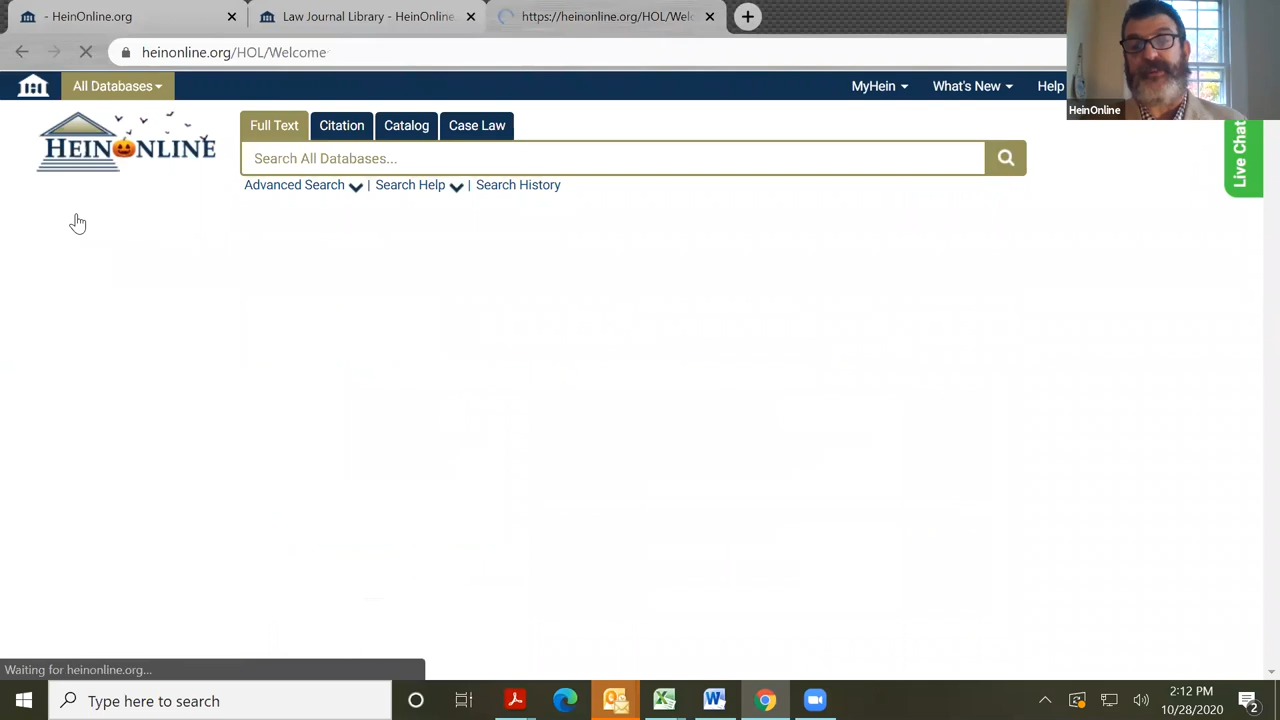 - HeinOnline.org
Law Journal Library - HeinOnline
https://heinonline.org/HOL/Welc
heinonline.org/HOL/Welcome
All Databases
MyHein
What's New
Help
HeinOnline
HEINONLINE
Full Text
Citation
Catalog
Case Law
Search All Databases...
Advanced Search | Search Help | Search History
Live Chat
Waiting for heinonline.org...
Type here to search
2:12 PM
10/28/2020
2